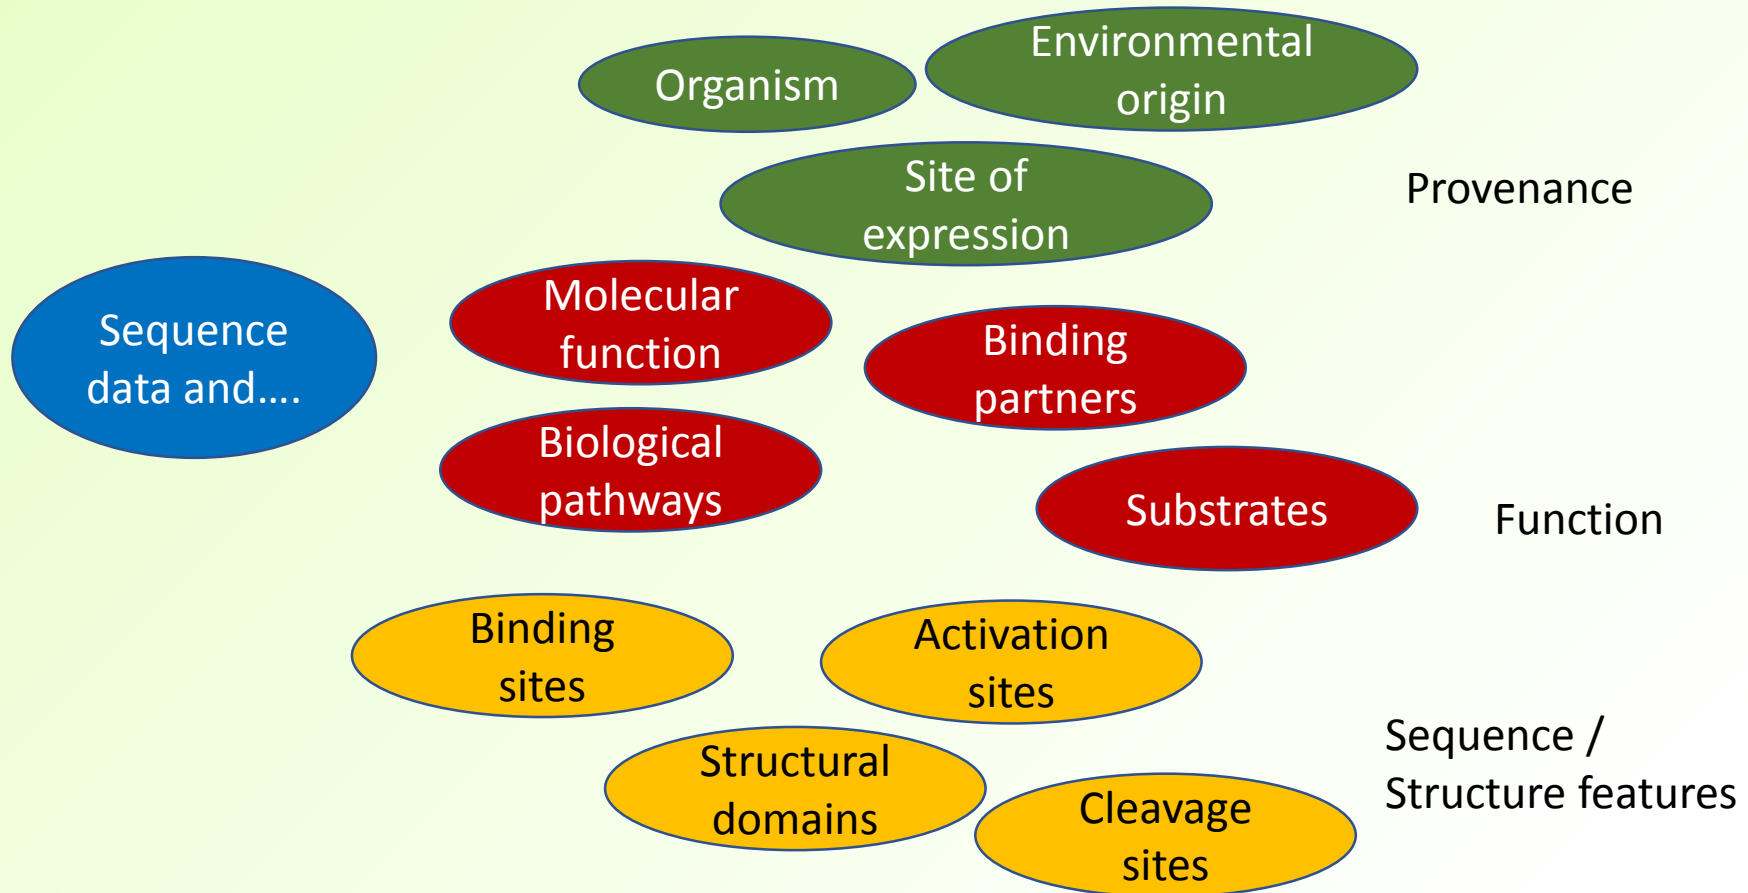 Organism
Environmental
origin
Site of
expression
Provenance
Sequence
data and....
Molecular
function
Binding
partners
Biological
pathways
Substrates
Function
Binding
sites
Activation
sites
Structural
domains
Cleavage
sites
Sequence /
Structure features